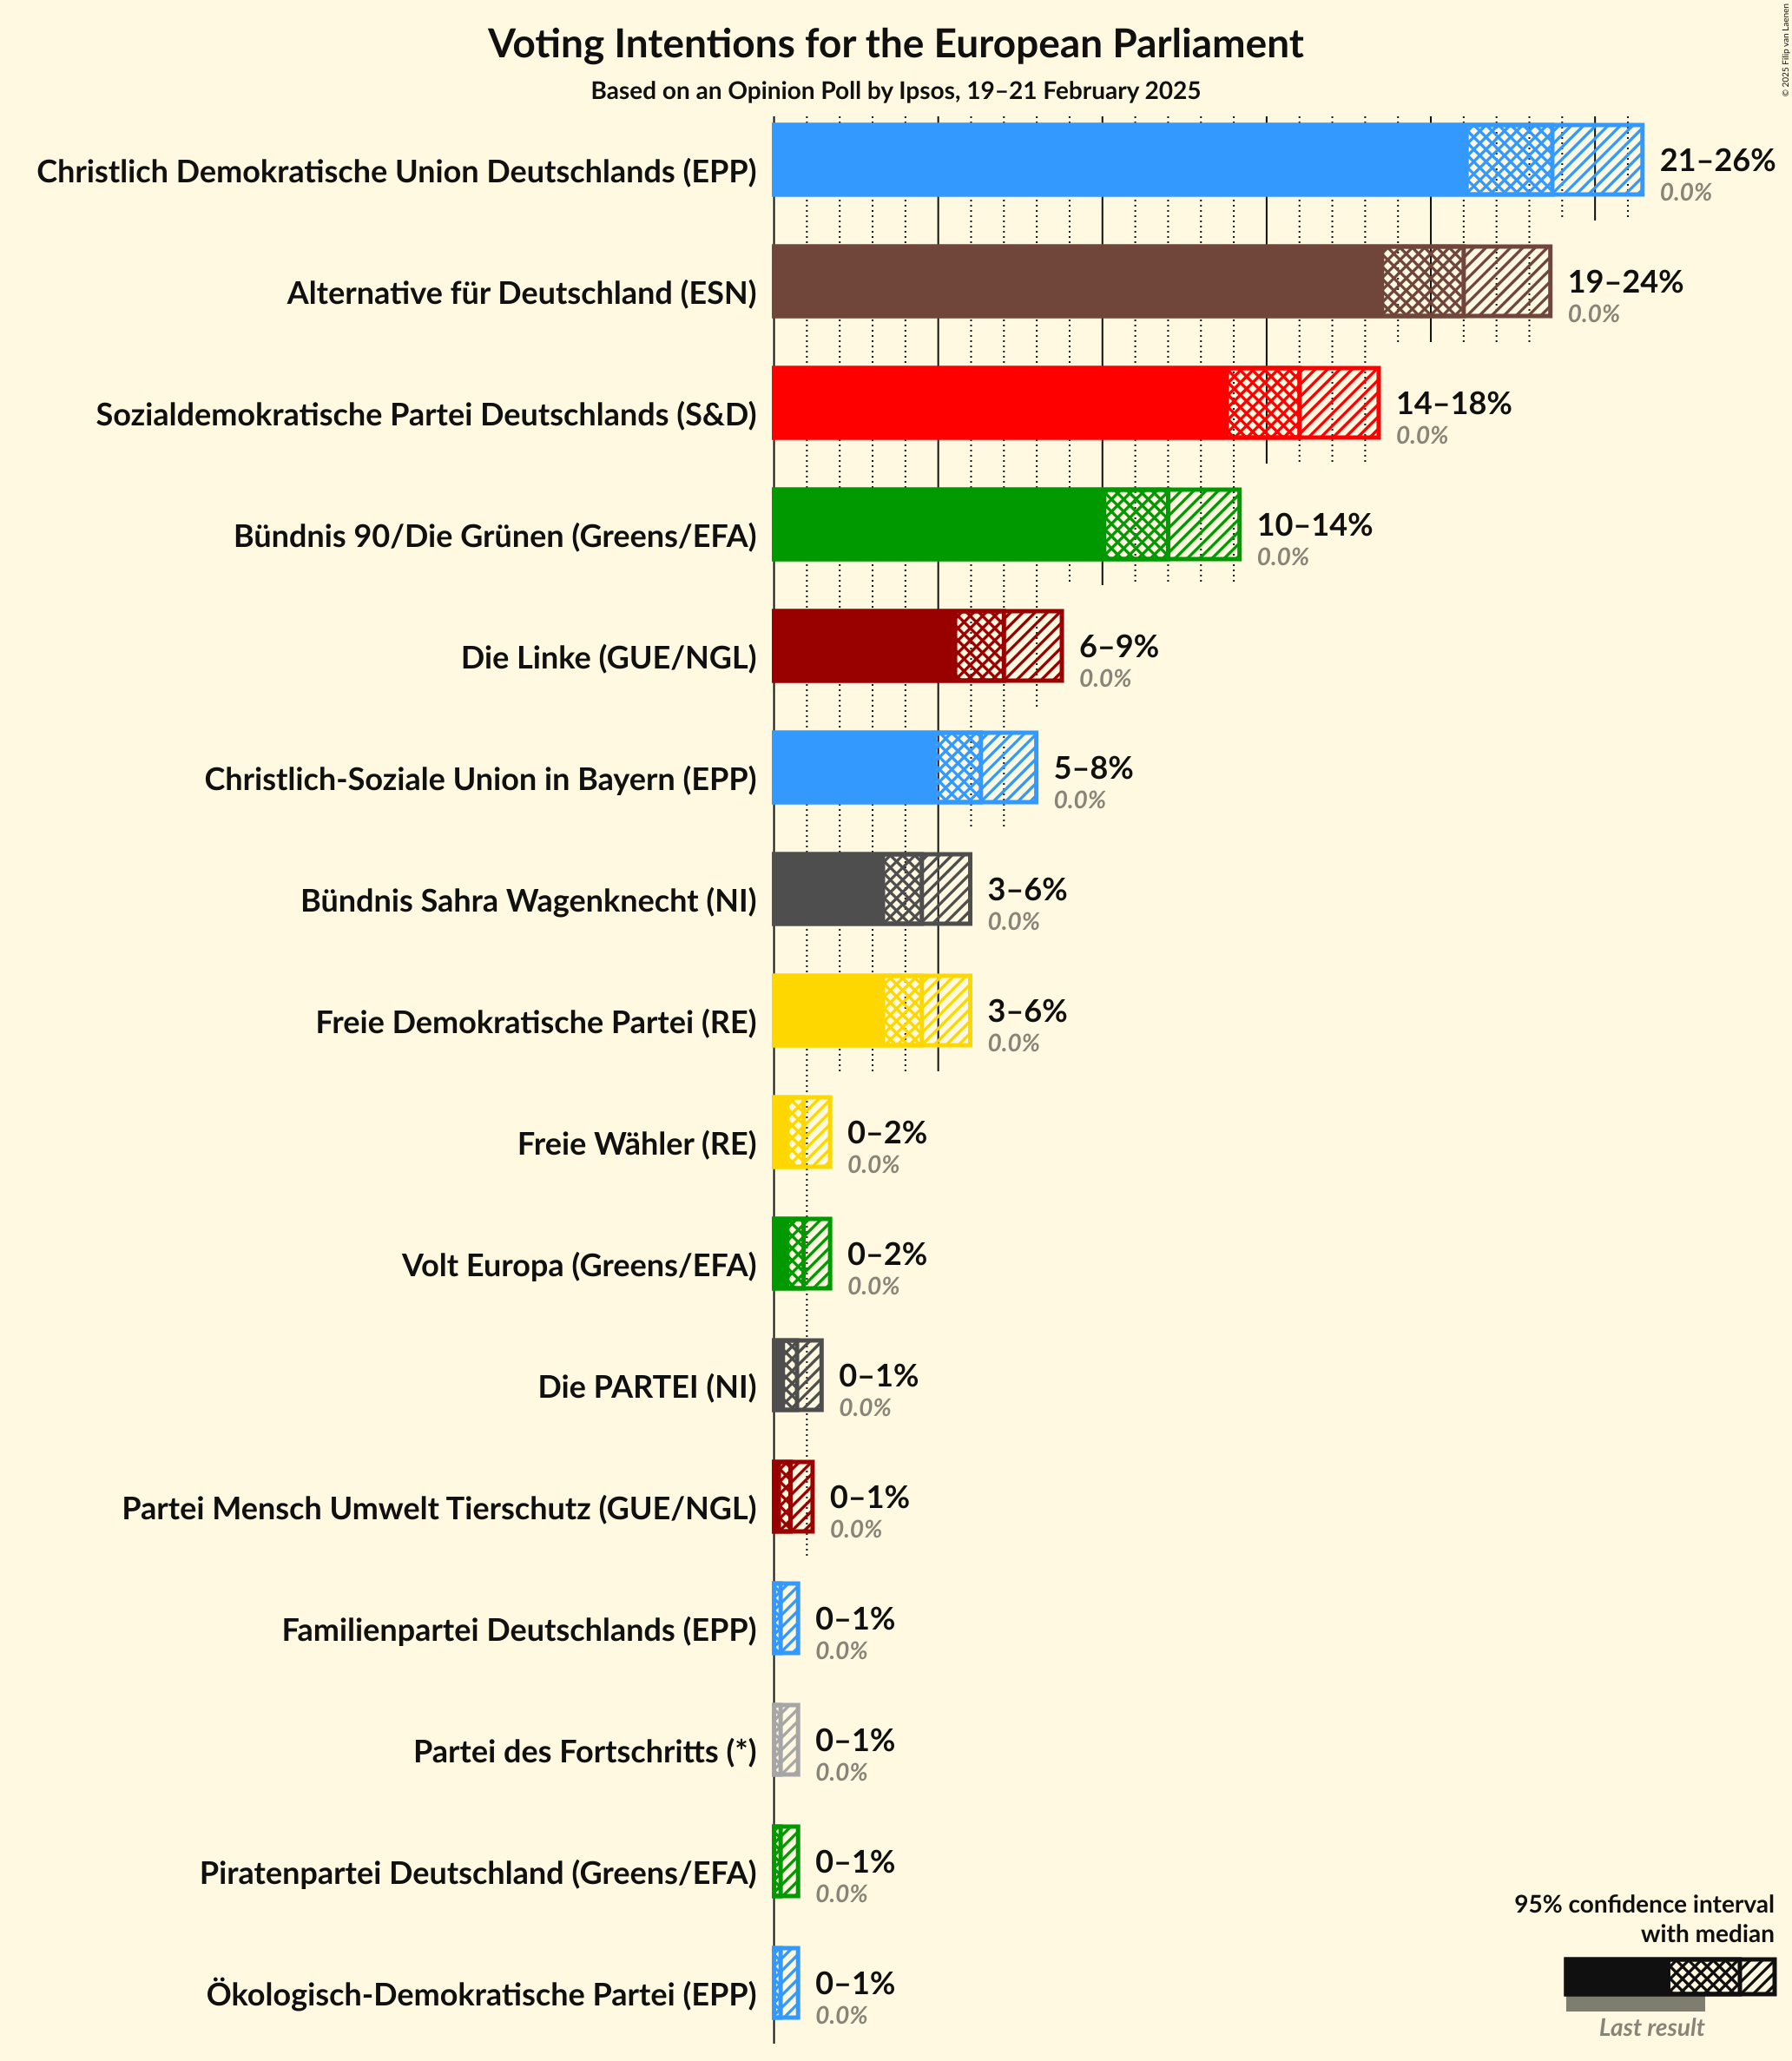 Voting Intentions for the European Parliament
Based on an Opinion Poll by Ipsos, 19–21 February 2025
© 2025 Filip van Laenen
Christlich Demokratische Union Deutschlands (EPP)
21–26%
0.0%
Alternative für Deutschland (ESN)
19–24%
0.0%
Sozialdemokratische Partei Deutschlands (S&D)
14–18%
0.0%
Bündnis 90/Die Grünen (Greens/EFA)
10–14%
0.0%
Die Linke (GUE/NGL)
6–9%
0.0%
Christlich-Soziale Union in Bayern (EPP)
5–8%
0.0%
Bündnis Sahra Wagenknecht (NI)
3–6%
0.0%
Freie Demokratische Partei (RE)
3–6%
0.0%
Freie Wähler (RE)
0–2%
0.0%
Volt Europa (Greens/EFA)
0–2%
0.0%
Die PARTEI (NI)
0–1%
0.0%
Partei Mensch Umwelt Tierschutz (GUE/NGL)
0–1%
0.0%
Familienpartei Deutschlands (EPP)
0–1%
0.0%
Partei des Fortschritts (*)
0–1%
0.0%
Piratenpartei Deutschland (Greens/EFA)
0–1%
0.0%
Ökologisch-Demokratische Partei (EPP)
0–1%
0.0%
95% confidence interval
with median
Last result